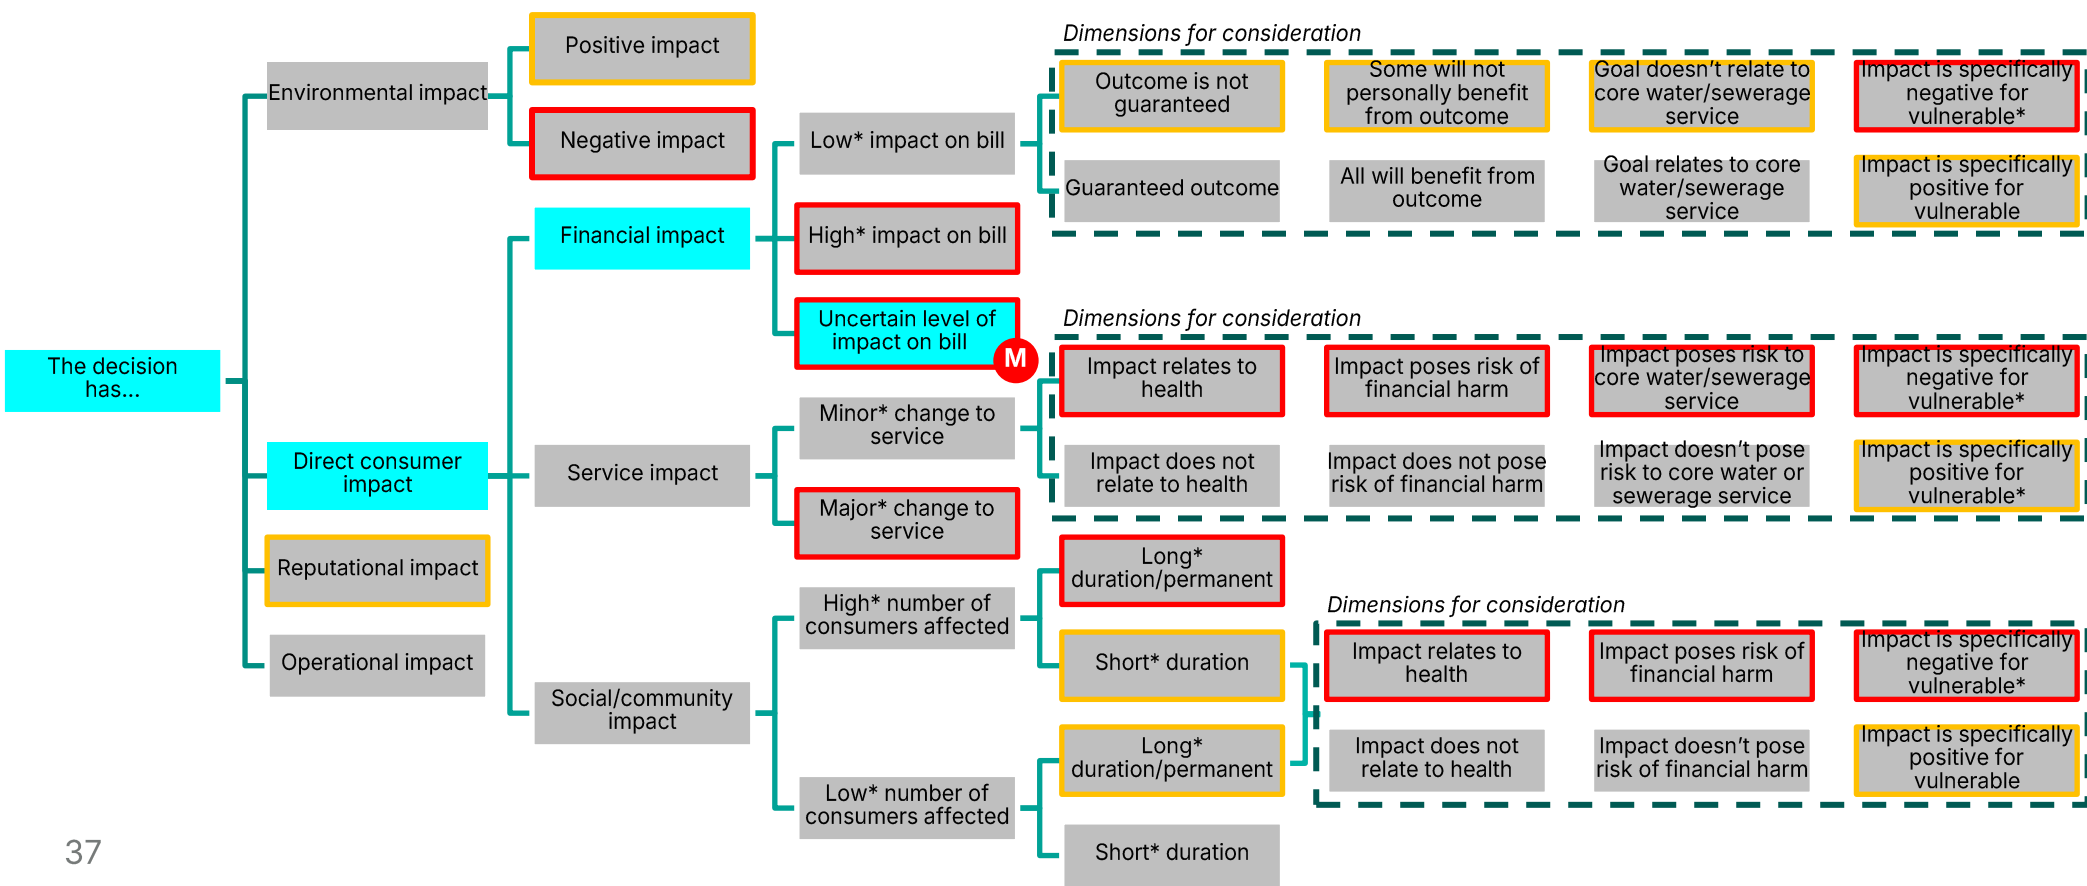 Dimensions for consideration
Positive impact
Environmental impact
Negative impact
Outcome is not
guaranteed
Some will not
personally benefit
from outcome
Goal doesn't relate to
core water/sewerage
service
Impact is specifically
negative for
vulnerable*
Low* impact on bill
Guaranteed outcome
All will benefit from
outcome
Goal relates to core
water/sewerage
service
Impact is specifically
positive for
vulnerable
Financial impact
High* impact on bill
Uncertain level of
impact on bill
M
Dimensions for consideration
The decision
has...
Impact relates to
health
Impact poses risk of
financial harm
Impact poses risk to
core water/sewerage
service
Impact is specifically
negative for
vulnerable*
Minor* change to
service
Direct consumer
impact
Service impact
Impact does not
relate to health
Impact does not pose
risk of financial harm
Impact doesn't pose
risk to core water or
sewerage service
Impact is specifically
positive for
vulnerable*
Major* change to
service
Reputational impact
Long*
duration/permanent
High* number of
consumers affected
Dimensions for consideration
Operational impact
Short* duration
Impact relates to
health
Impact poses risk of
financial harm
Impact is specifically
negative for
vulnerable*
Social/community
impact
Long*
duration/permanent
Impact does not
relate to health
Impact doesn't pose
risk of financial harm
Impact is specifically
positive for
vulnerable
Low* number of
consumers affected
Short* duration
37